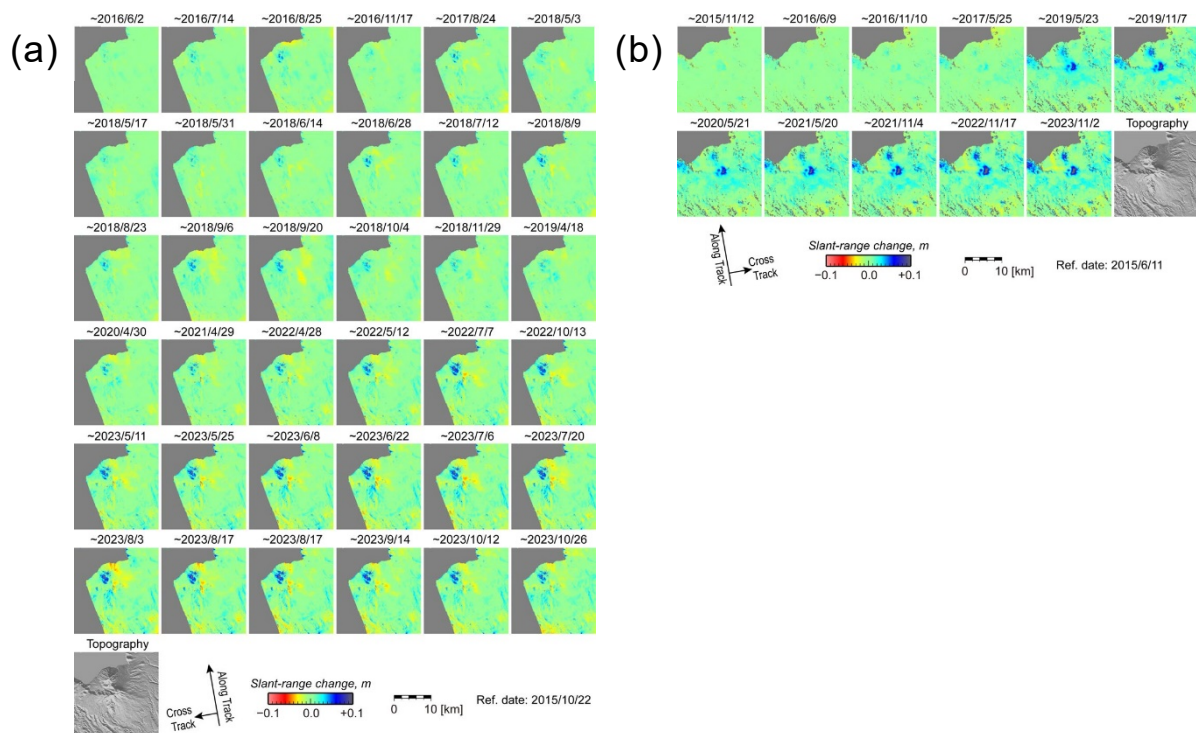 (a)
~2016/6/2 ~2016/7/14 ~2016/8/25 ~2016/11/17 ~2017/8/24 ~2018/5/3
~2018/5/17 ~2018/5/31 ~2018/6/14 ~2018/6/28 ~2018/7/12 ~2018/8/9
~2018/8/23 ~2018/9/6 ~2018/9/20 ~2018/10/4 ~2018/11/29 ~2019/4/18
~2020/4/30 ~2021/4/29 ~2022/4/28 ~2022/5/12 ~2022/7/7 ~2022/10/13
~2023/5/11 ~2023/5/25 ~2023/6/8 ~2023/6/22 ~2023/7/6 ~2023/7/20
~2023/8/3 ~2023/8/17 ~2023/8/17 ~2023/9/14 ~2023/10/12 ~2023/10/26
Topography
Cross
Track
Along Track
Slant-range change, m
−0.1 0.0 +0.1
0 10 [km]
Ref. date: 2015/10/22
(b)
~2015/11/12 ~2016/6/9 ~2016/11/10 ~2017/5/25 ~2019/5/23 ~2019/11/7
~2020/5/21 ~2021/5/20 ~2021/11/4 ~2022/11/17 ~2023/11/2 Topography
Along Track
Cross
Track
Slant-range change, m
−0.1 0.0 +0.1
0 10 [km]
Ref. date: 2015/6/11